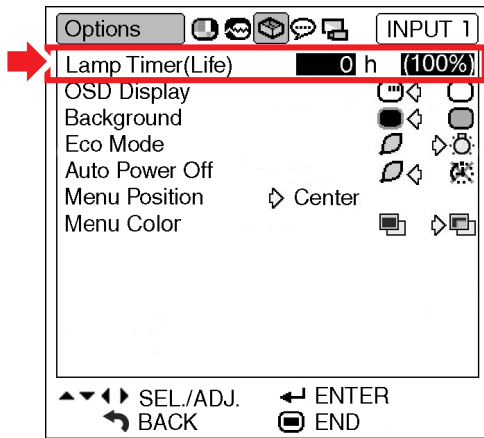 Options INPUT 1
Lamp Timer(Life) 0 h (100%)
OSD Display
Background
Eco Mode
Auto Power Off
Menu Position Center
Menu Color
SEL./ADJ. ENTER
BACK END